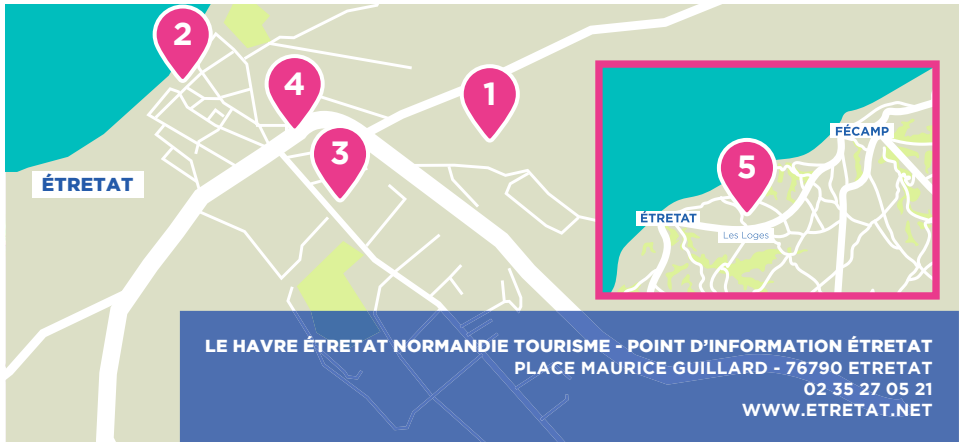 2
4
1
3
ÉTRETAT
FÉCAMP
5
ÉTRETAT
Les Loges
LE HAVRE ÉTRETAT NORMANDIE TOURISME - POINT D'INFORMATION ÉTRETAT
PLACE MAURICE GUILLARD - 76790 ETRETAT
02 35 27 05 21
WWW.ETRETAT.NET